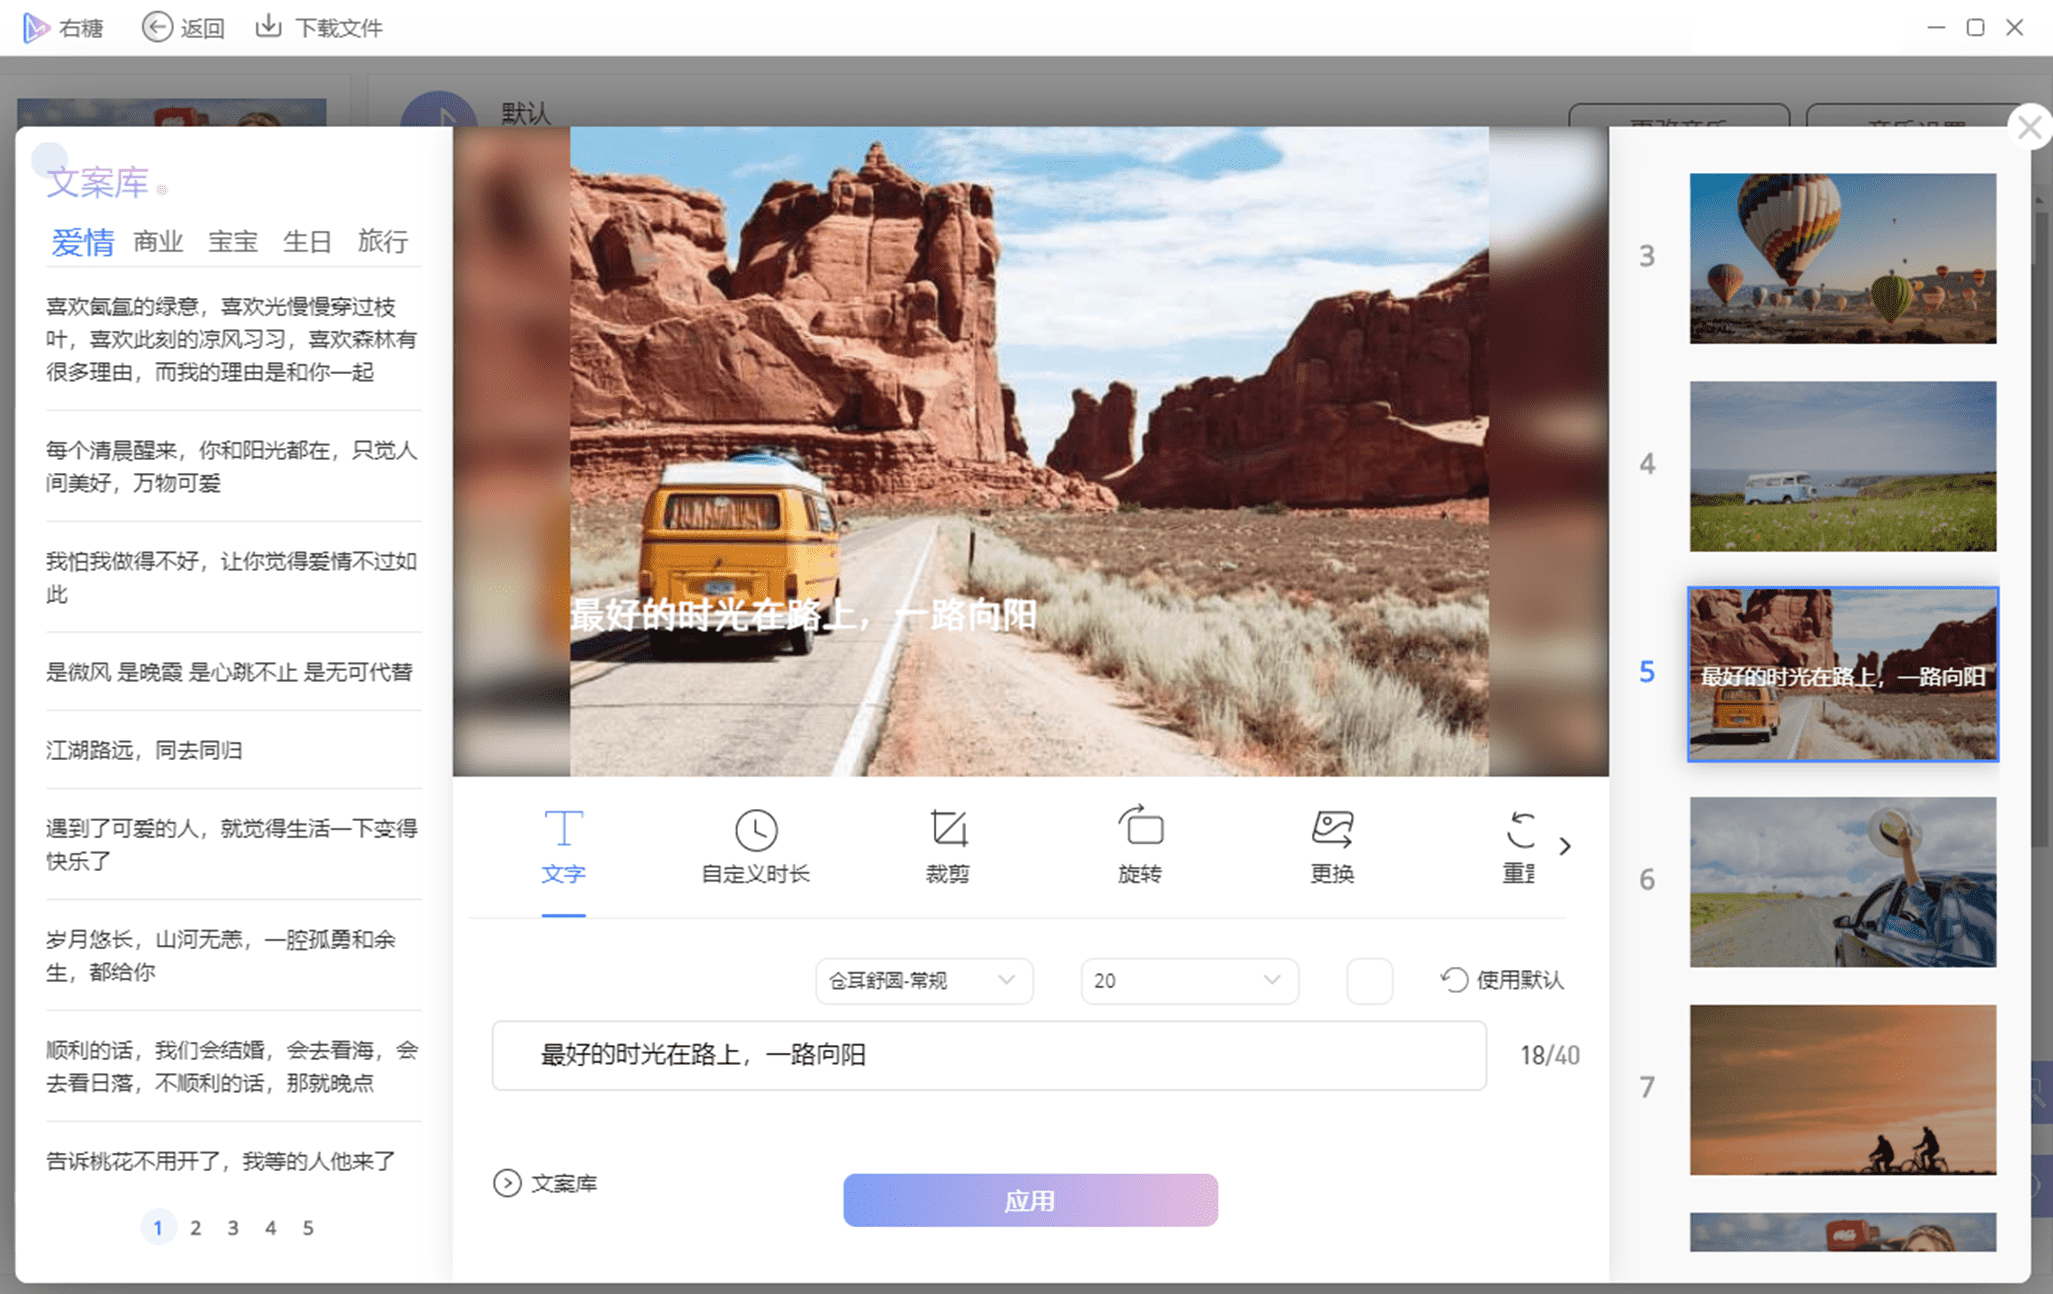 右糖 返回 下载文件
默认
更改音乐 音乐设置
文案库
爱情 商业 宝宝 生日 旅行
喜欢氤氲的绿意，喜欢光慢慢穿过枝
叶，喜欢此刻的凉风习习，喜欢森林有
很多理由，而我的理由是和你一起
每个清晨醒来，你和阳光都在，只觉人
间美好，万物可爱
我怕我做得不好，让你觉得爱情不过如
此
是微风 是晚霞 是心跳不止 是无可代替
江湖路远，同去同归
遇到了可爱的人，就觉得生活一下变得
快乐了
岁月悠长，山河无恙，一腔孤勇和余
生，都给你
顺利的话，我们会结婚，会去看海，会
去看日落，不顺利的话，那就晚点
告诉桃花不用开了，我等的人他来了
1 2 3 4 5
最好的时光在路上，一路向阳
文字 自定义时长 裁剪 旋转 更换 重置
仓耳舒圆-常规 20 使用默认
最好的时光在路上，一路向阳 18/40
文案库 应用
3
4
5
最好的时光在路上，一路向阳
6
7